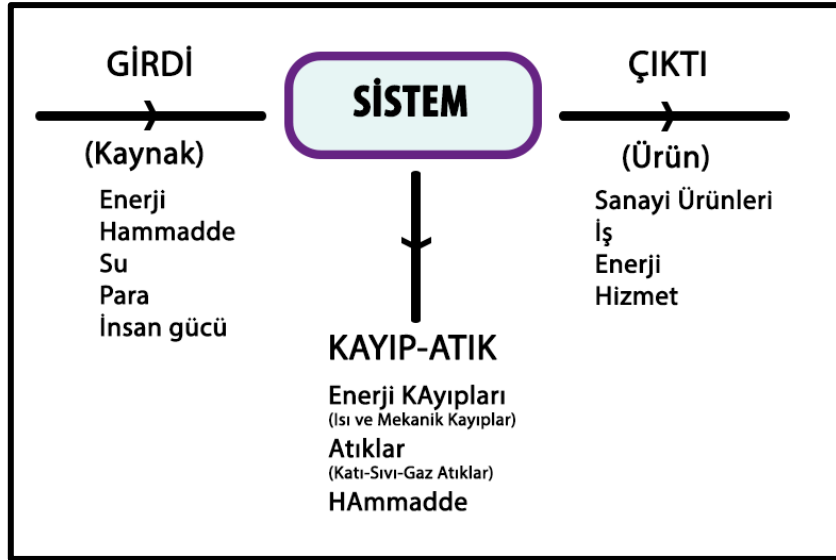 GİRDİ
(Kaynak)
Enerji
Hammadde
Su
Para
İnsan gücü
SİSTEM
ÇIKTI
(Ürün)
Sanayi Ürünleri
İş
Enerji
Hizmet
KAYIP-ATIK
Enerji KAyıpları
(Isı ve Mekanik Kayıplar)
Atıklar
(Katı-Sıvı-Gaz Atıklar)
HAmmadde